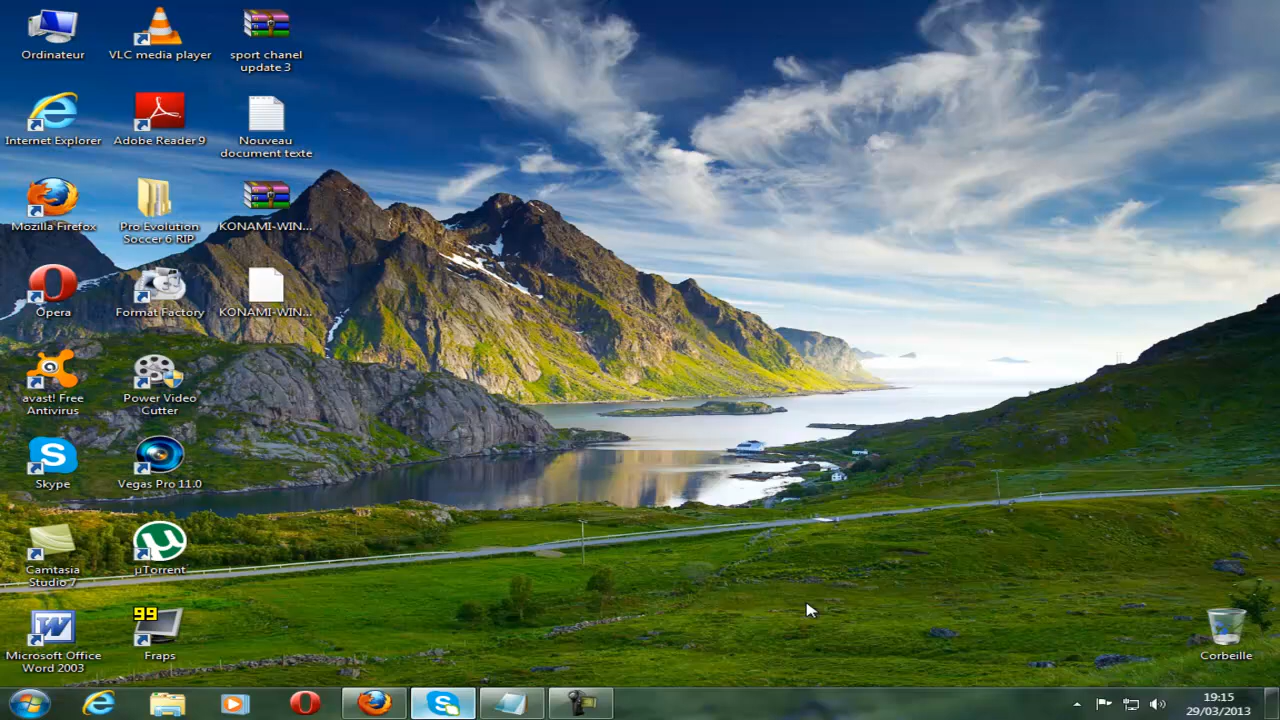 Ordinateur
VLC media player
sport chanel
update 3
Internet Explorer
Adobe Reader 9
Nouveau
document texte
Mozilla Firefox
Pro Evolution
Soccer 6 RIP
KONAMI-WIN...
Opera
Format Factory
KONAMI-WIN...
avast! Free
Antivirus
Power Video
Cutter
Skype
Vegas Pro 11.0
Camtasia
Studio 7
µTorrent
99
Microsoft Office
Word 2003
Fraps
Corbeille
19:15
29/03/2013